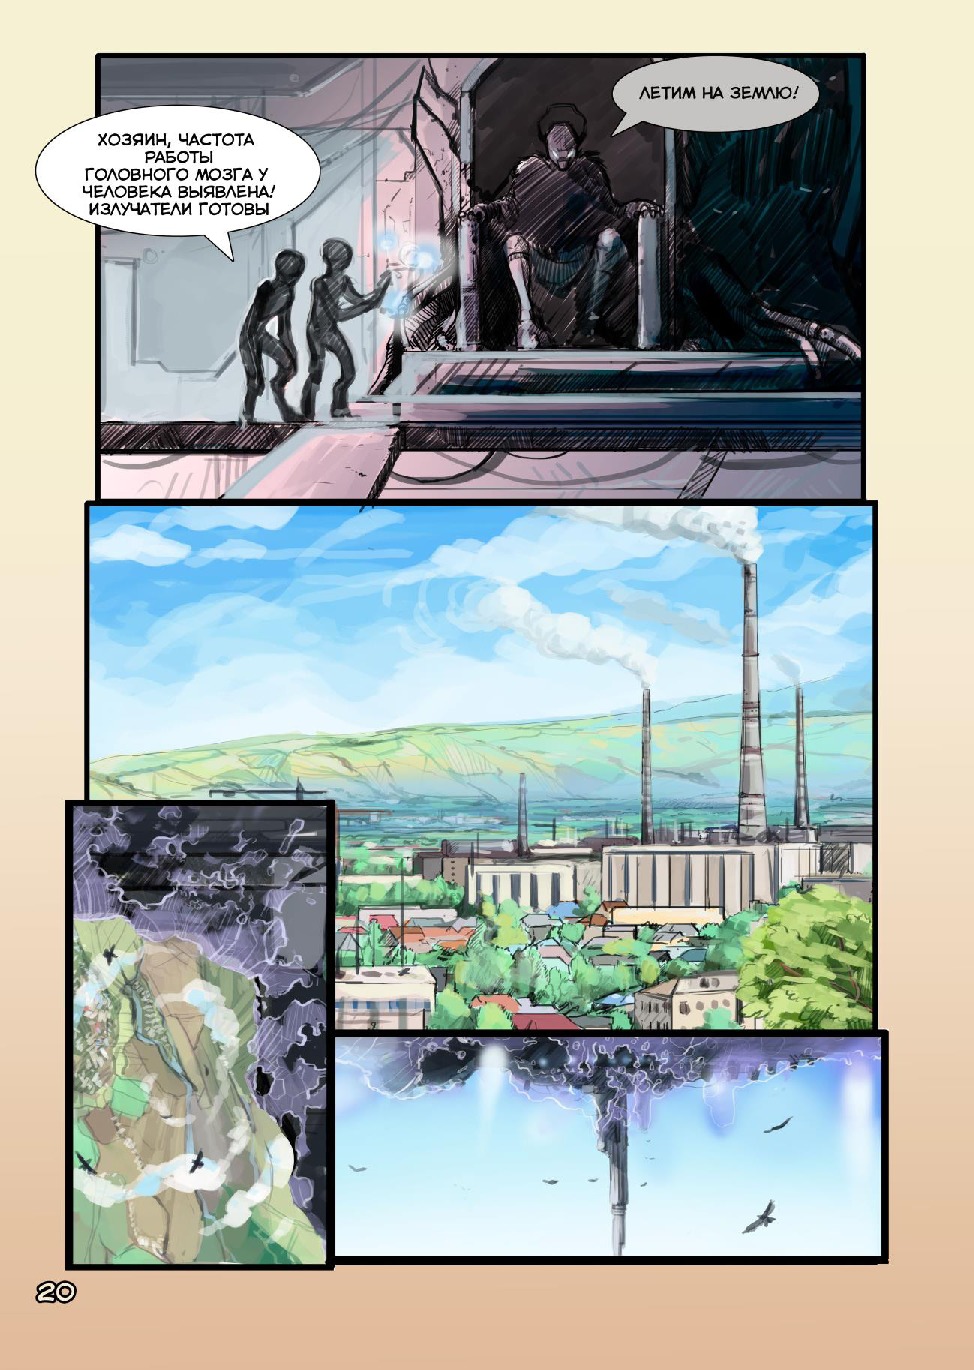 ХОЗЯИН, ЧАСТОТА
РАБОТЫ
ГОЛОВНОГО МОЗГА У
ЧЕЛОВЕКА ВЫЯВЛЕНА!
ИЗЛУЧАТЕЛИ ГОТОВЫ
ЛЕТИМ НА ЗЕМЛЮ!
20